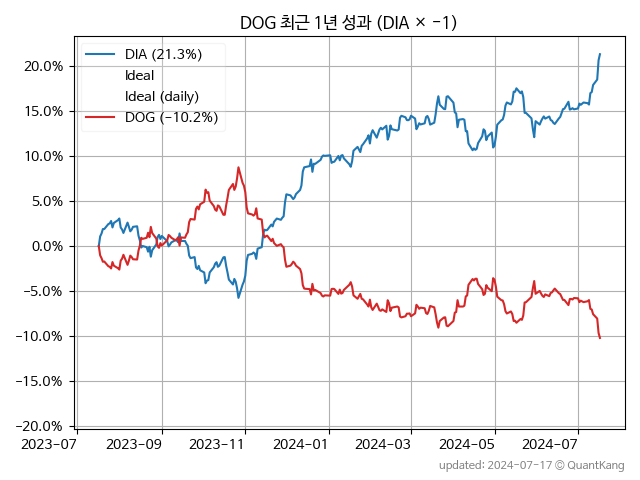 DOG 최근 1년 성과 (DIA × −1)
DIA (21.3%)
Ideal
Ideal (daily)
DOG (−10.2%)
20.0%
15.0%
10.0%
5.0%
0.0%
−5.0%
−10.0%
−15.0%
−20.0%
2023-07 2023-09 2023-11 2024-01 2024-03 2024-05 2024-07
updated: 2024-07-17 © QuantKang